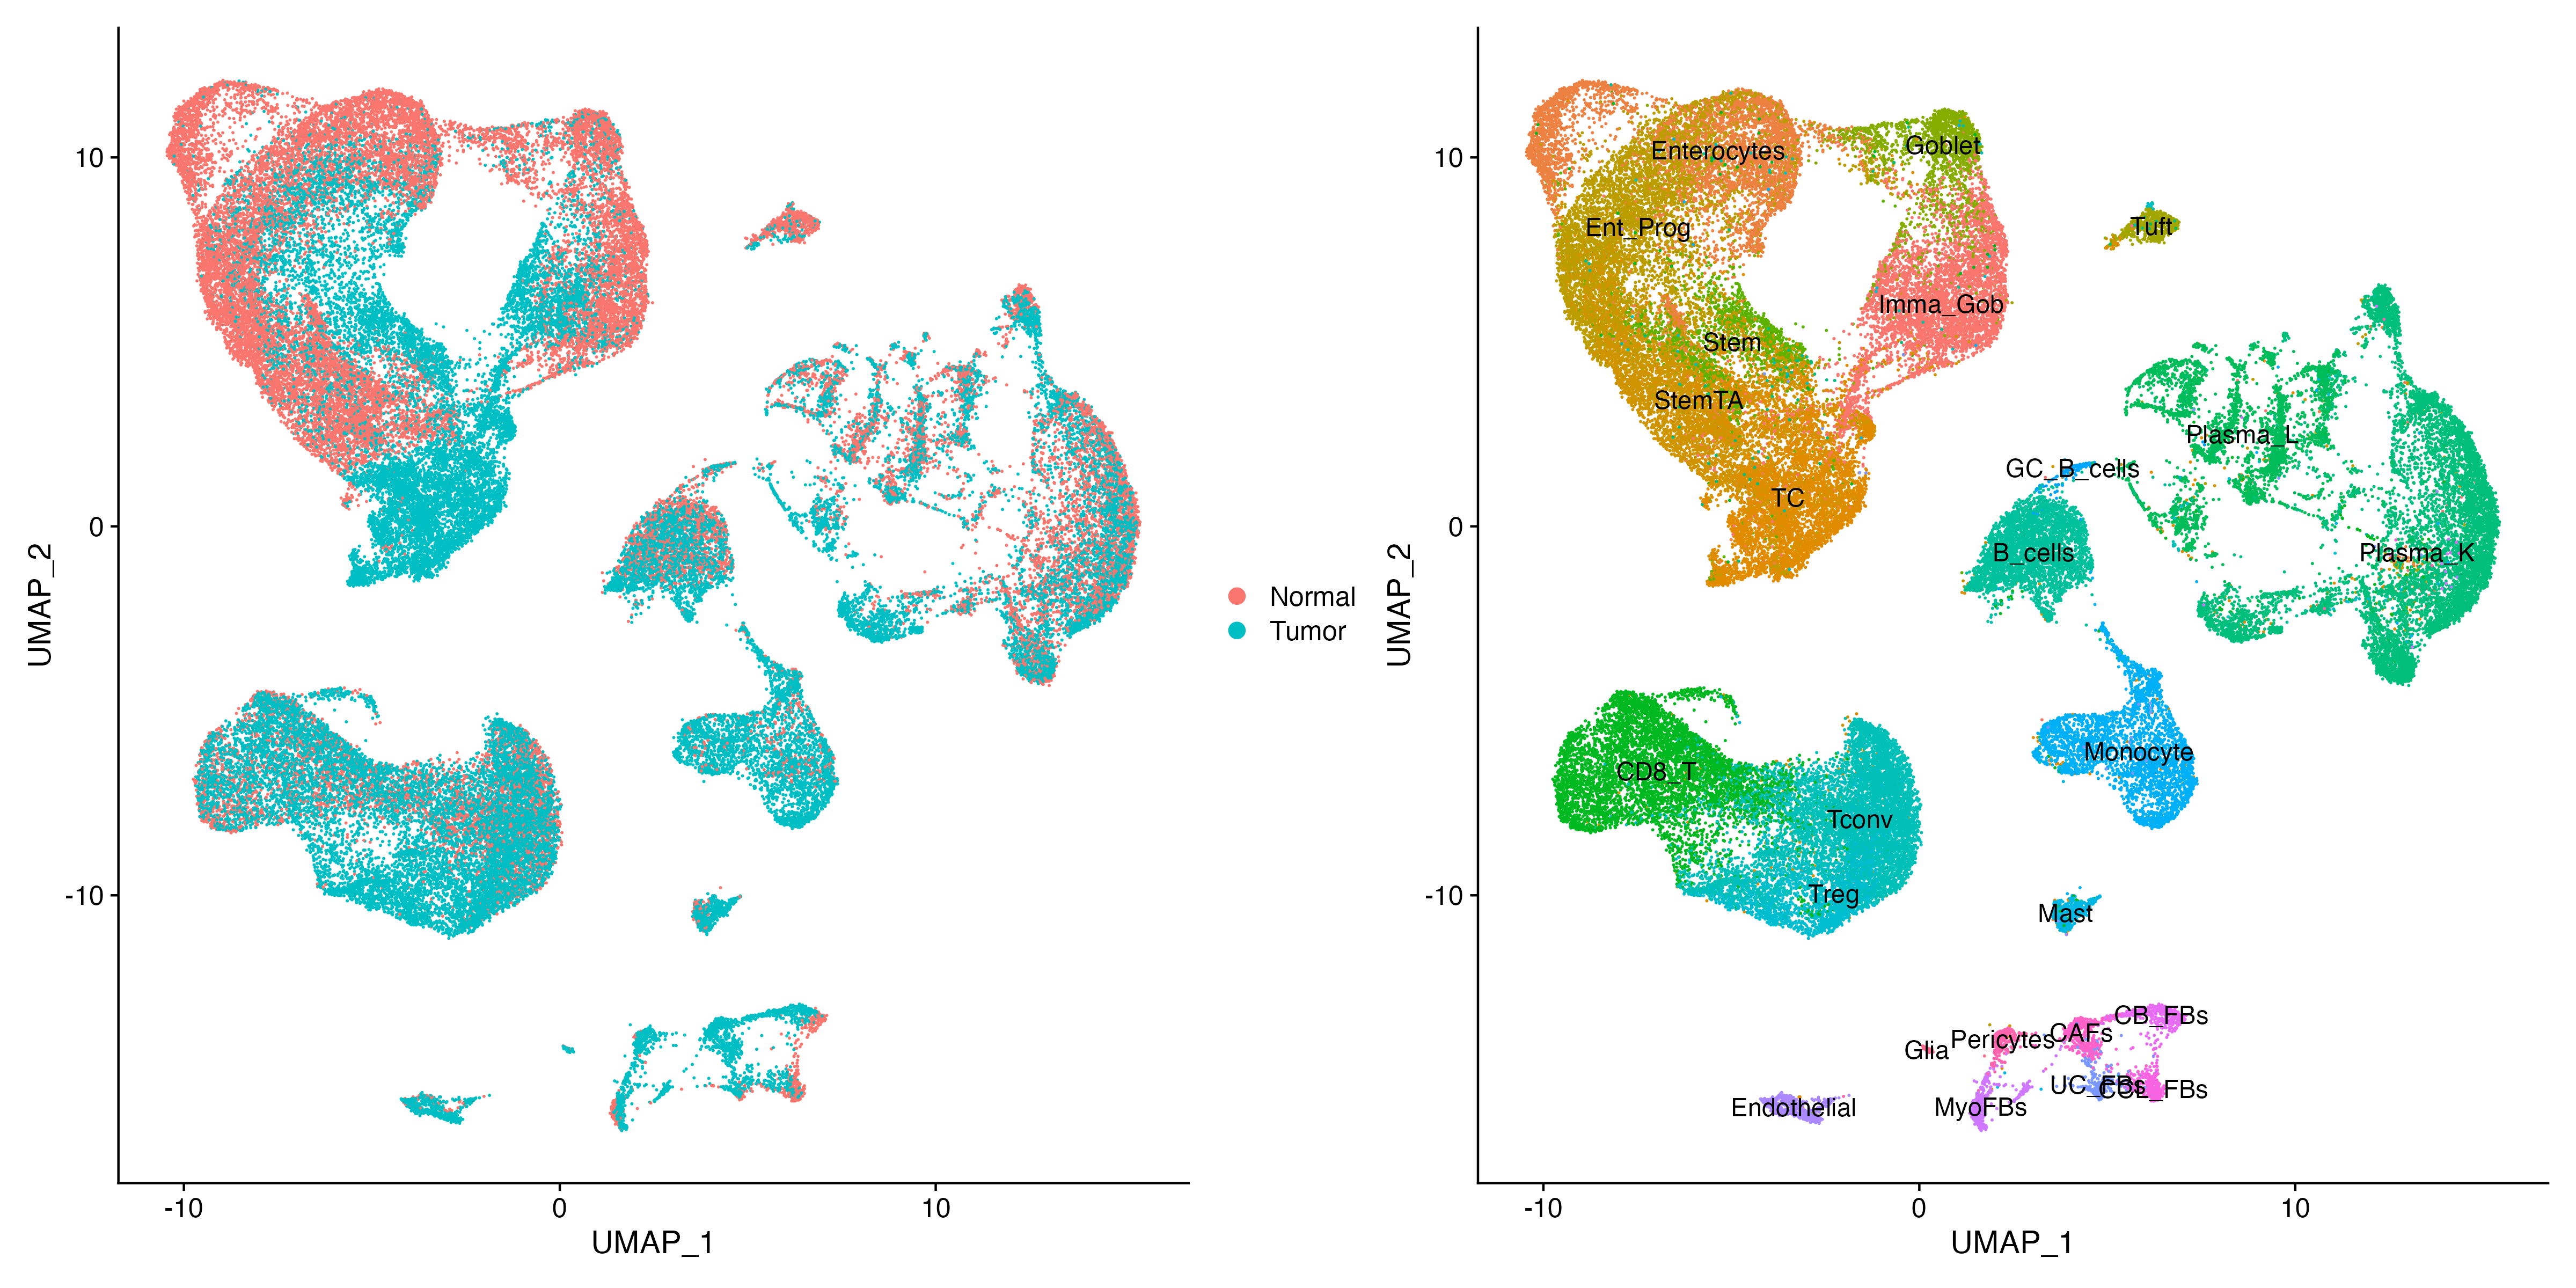 10
0
-10
-10
0
10
UMAP_1
UMAP_2
Normal
Tumor
10
0
-10
-10
0
10
UMAP_1
UMAP_2
Enterocytes
Goblet
Ent_Prog
Tuft
Imma_Gob
Stem
StemTA
Plasma_L
GC_B_cells
TC
B_cells
Plasma_K
Monocyte
CD8_T
Tconv
Treg
Mast
CB_FBs
CAFs
Pericytes
Glia
Endothelial
MyoFBs